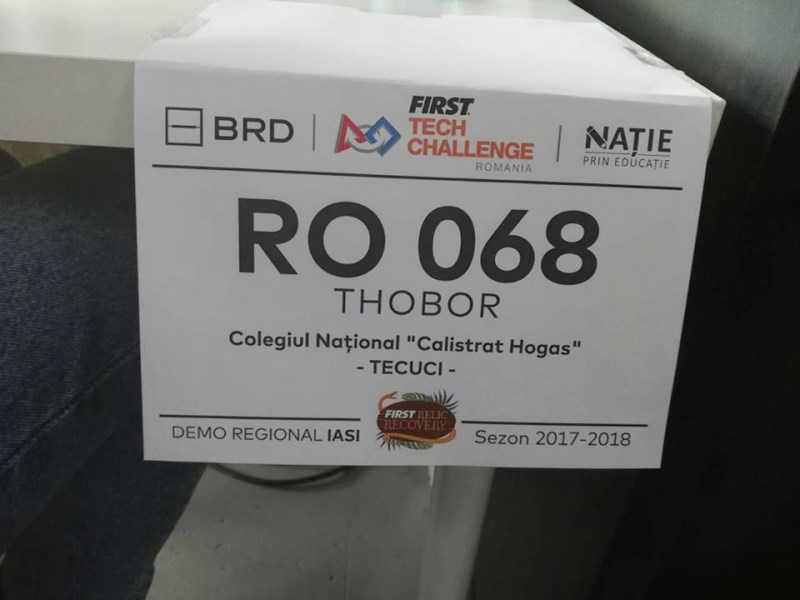 BRD
FIRST
TECH
CHALLENGE
ROMANIA
NAȚIE
PRIN EDUCAȚIE
RO 068
THOBOR
Colegiul Național "Calistrat Hogas"
- TECUCI -
FIRST RELIC
RECOVERY
DEMO REGIONAL IASI
Sezon 2017-2018